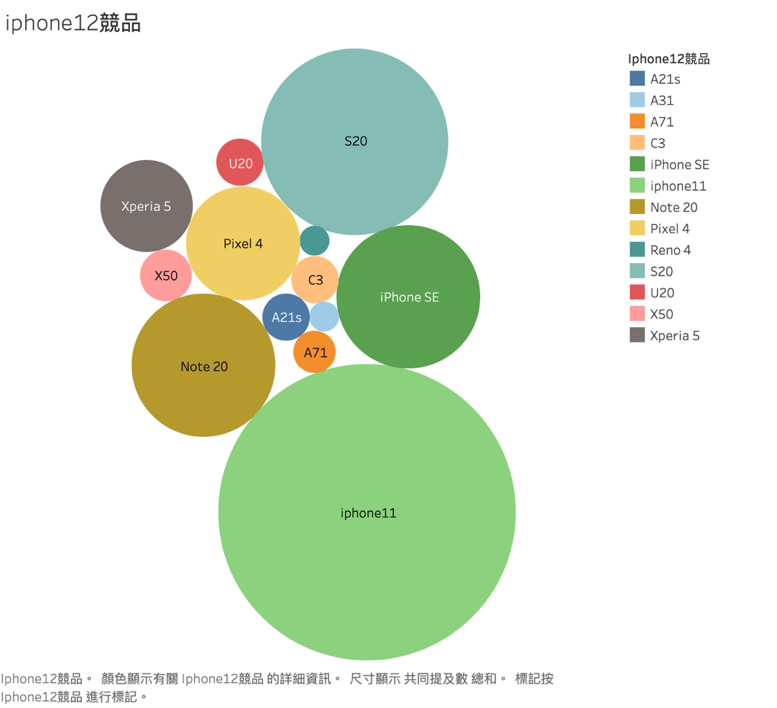 iphone12競品
S20
U20
Xperia 5
Pixel 4
X50
C3
iPhone SE
A21s
A71
Note 20
iphone11
Iphone12競品
A21s
A31
A71
C3
iPhone SE
iphone11
Note 20
Pixel 4
Reno 4
S20
U20
X50
Xperia 5
Iphone12競品。 顏色顯示有關 Iphone12競品 的詳細資訊。 尺寸顯示 共同提及數 總和。 標記按
Iphone12競品 進行標記。